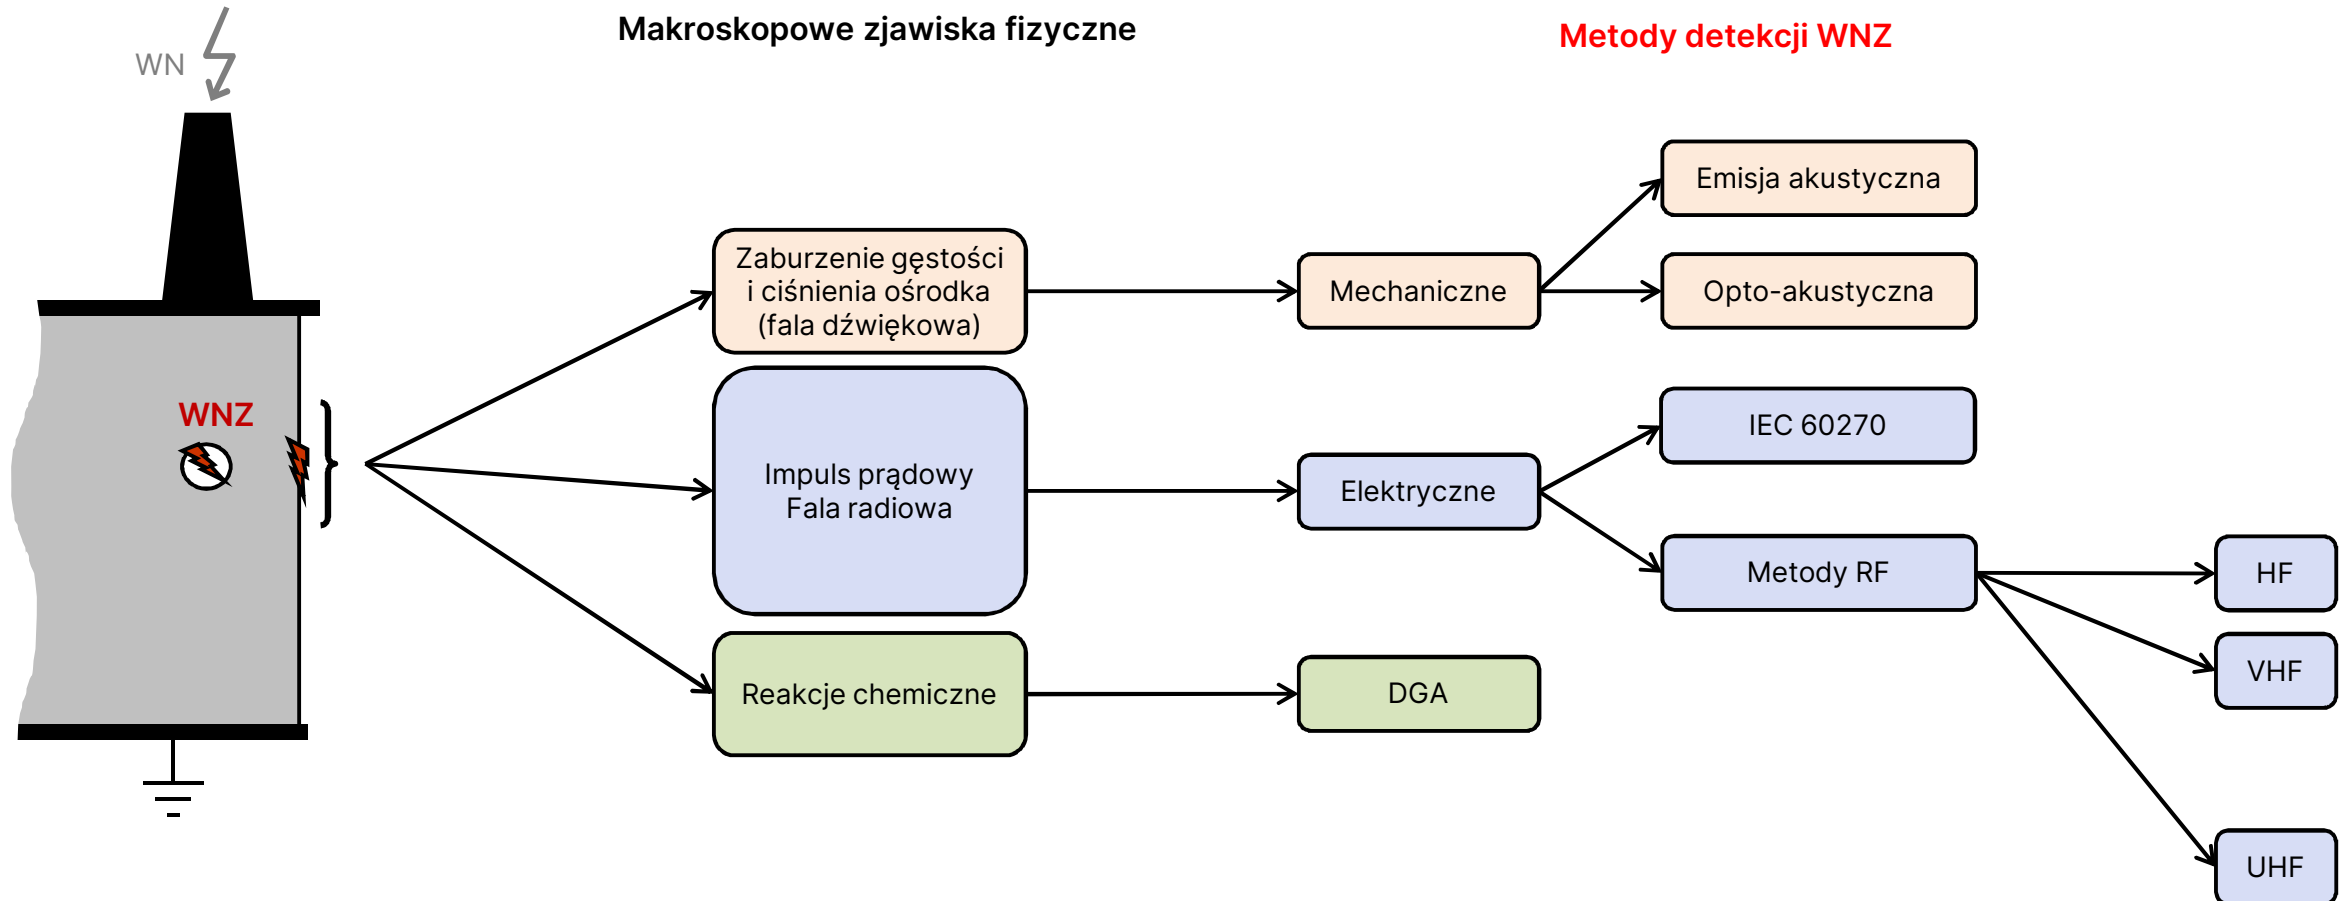 Makroskopowe zjawiska fizyczne
Metody detekcji WNZ
WN
WNZ
Zaburzenie gęstości
i ciśnienia ośrodka
(fala dźwiękowa)
Mechaniczne
Emisja akustyczna
Opto-akustyczna
Impuls prądowy
Fala radiowa
Elektryczne
IEC 60270
Metody RF
HF
VHF
UHF
Reakcje chemiczne
DGA